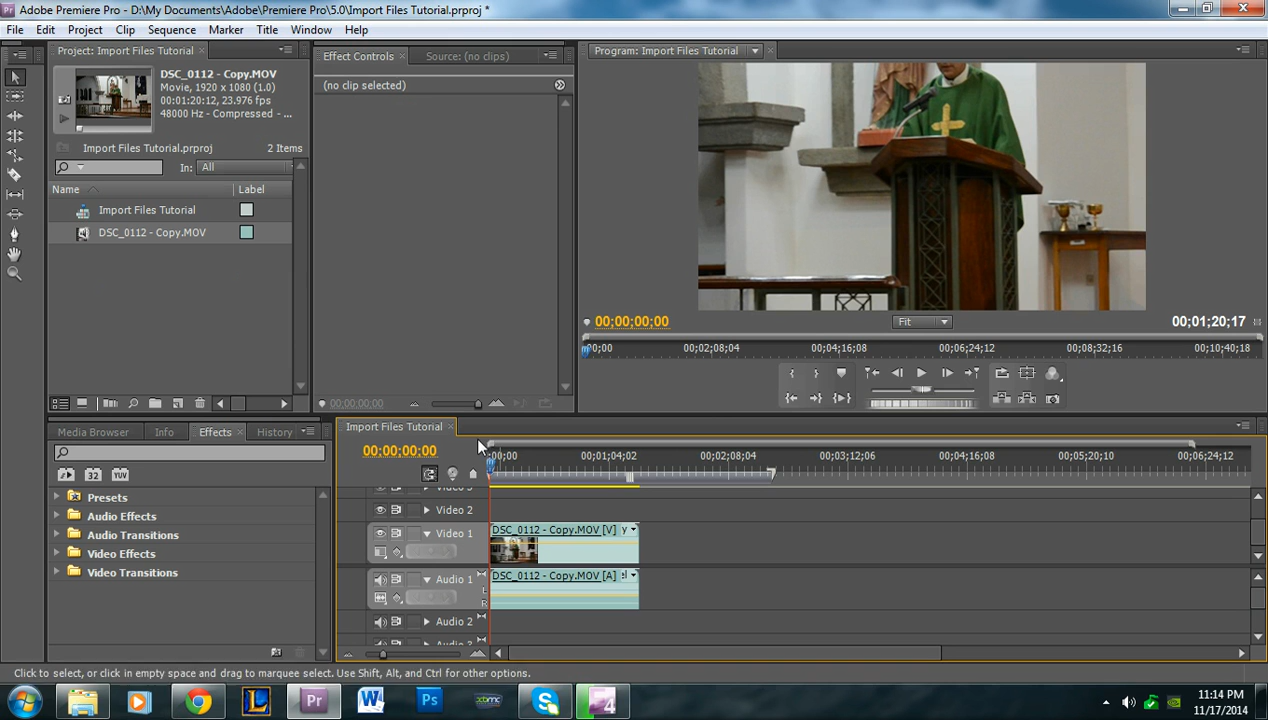 Adobe Premiere Pro - D:\My Documents\Adobe\Premiere Pro\5.0\Import Files Tutorial.prproj *
File Edit Project Clip Sequence Marker Title Window Help
Project: Import Files Tutorial
DSC_0112 - Copy.MOV
Movie, 1920 x 1080 (1.0)
00:01:20:12, 23.976 fps
48000 Hz - Compressed - ...
Import Files Tutorial.prproj 2 Items
In: All
Name Label
Import Files Tutorial
DSC_0112 - Copy.MOV
Effect Controls Source: (no clips)
(no clip selected)
00:00:00:00
Program: Import Files Tutorial
00;00;00;00 Fit 00;01;20;17
00;00 00;02;08;04 00;04;16;08 00;06;24;12 00;08;32;16 00;10;40;18
Media Browser Info Effects History
32 YUV
Presets
Audio Effects
Audio Transitions
Video Effects
Video Transitions
Import Files Tutorial
00;00;00;00
;00;00 00;01;04;02 00;02;08;04 00;03;12;06 00;04;16;08 00;05;20;10 00;06;24;12
Video 2
Video 1
DSC_0112 - Copy.MOV [V] y
Audio 1
DSC_0112 - Copy.MOV [A]
L
R
Audio 2
Click to select, or click in empty space and drag to marquee select. Use Shift, Alt, and Ctrl for other options.
Pr W L Ps xbmc S 4
11:14 PM
11/17/2014